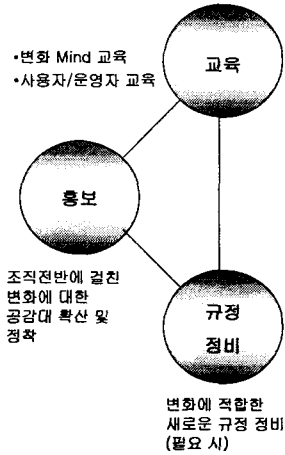 •변화 Mind 교육
•사용자/운영자 교육
교육
홍보
조직전반에 걸친
변화에 대한
공감대 확산 및
정착
규정
정비
변화에 적합한
새로운 규정 정비
(필요 시)